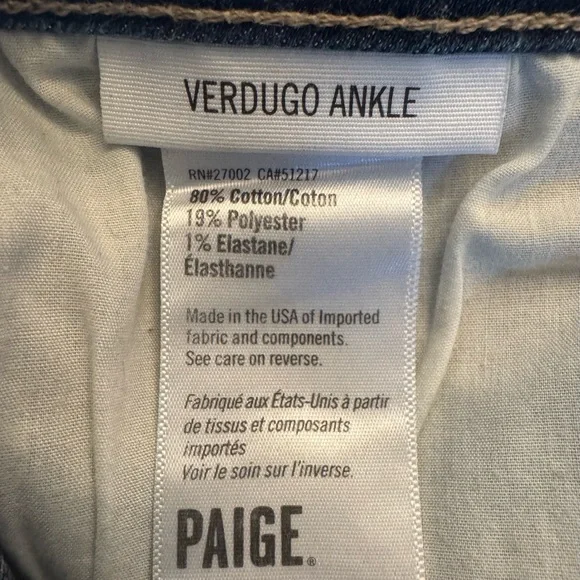 VERDUGO ANKLE
RN#27002 CA#51217
80% Cotton/Coton
19% Polyester
1% Elastane/
Élasthanne
Made in the USA of Imported
fabric and components.
See care on reverse.
Fabriqué aux États-Unis à partir
de tissus et composants
importés
Voir le soin sur l'inverse.
PAIGE®